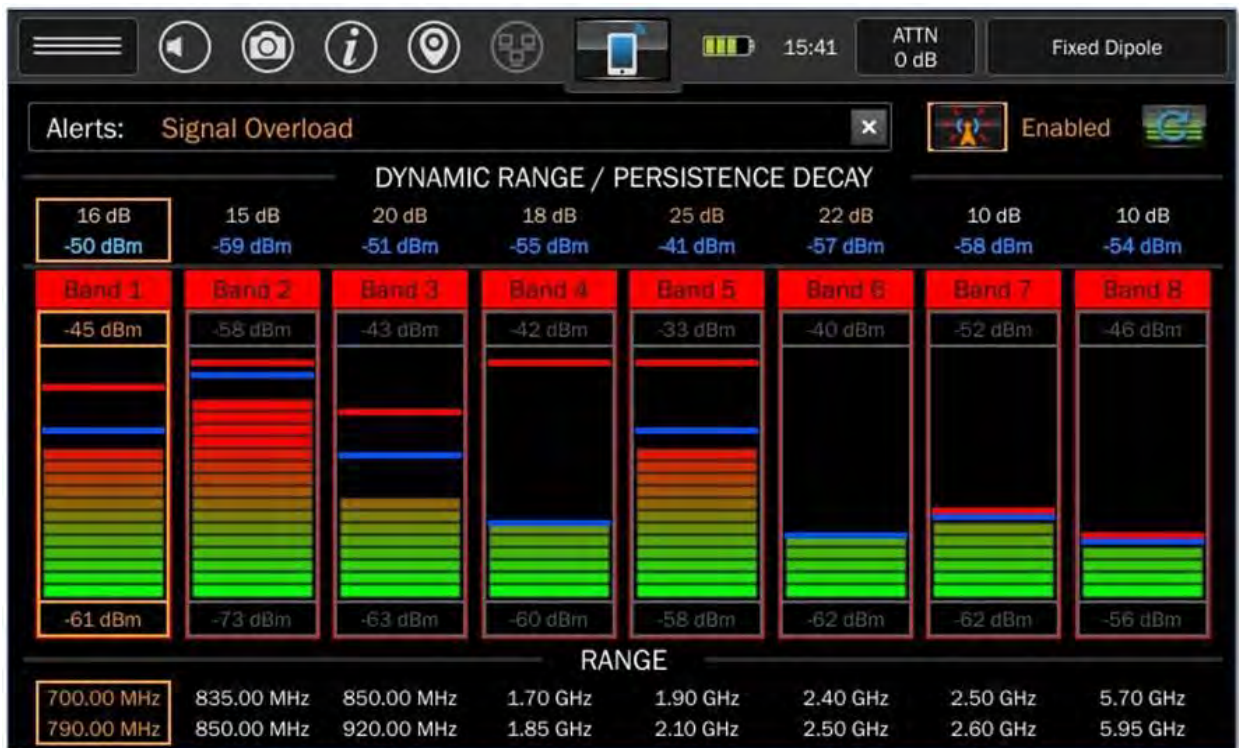 15:41
ATTN
0 dB
Fixed Dipole
Alerts: Signal Overload
Enabled
DYNAMIC RANGE / PERSISTENCE DECAY
16 dB 15 dB 20 dB 18 dB 25 dB 22 dB 10 dB 10 dB
-50 dBm -59 dBm -51 dBm -55 dBm -41 dBm -57 dBm -58 dBm -54 dBm
Band 1 Band 2 Band 3 Band 4 Band 5 Band 6 Band 7 Band 8
-45 dBm -58 dBm -43 dBm -42 dBm -33 dBm -40 dBm -52 dBm -46 dBm
-61 dBm -73 dBm -63 dBm -60 dBm -58 dBm -62 dBm -62 dBm -56 dBm
RANGE
700.00 MHz 835.00 MHz 850.00 MHz 1.70 GHz 1.90 GHz 2.40 GHz 2.50 GHz 5.70 GHz
790.00 MHz 850.00 MHz 920.00 MHz 1.85 GHz 2.10 GHz 2.50 GHz 2.60 GHz 5.95 GHz